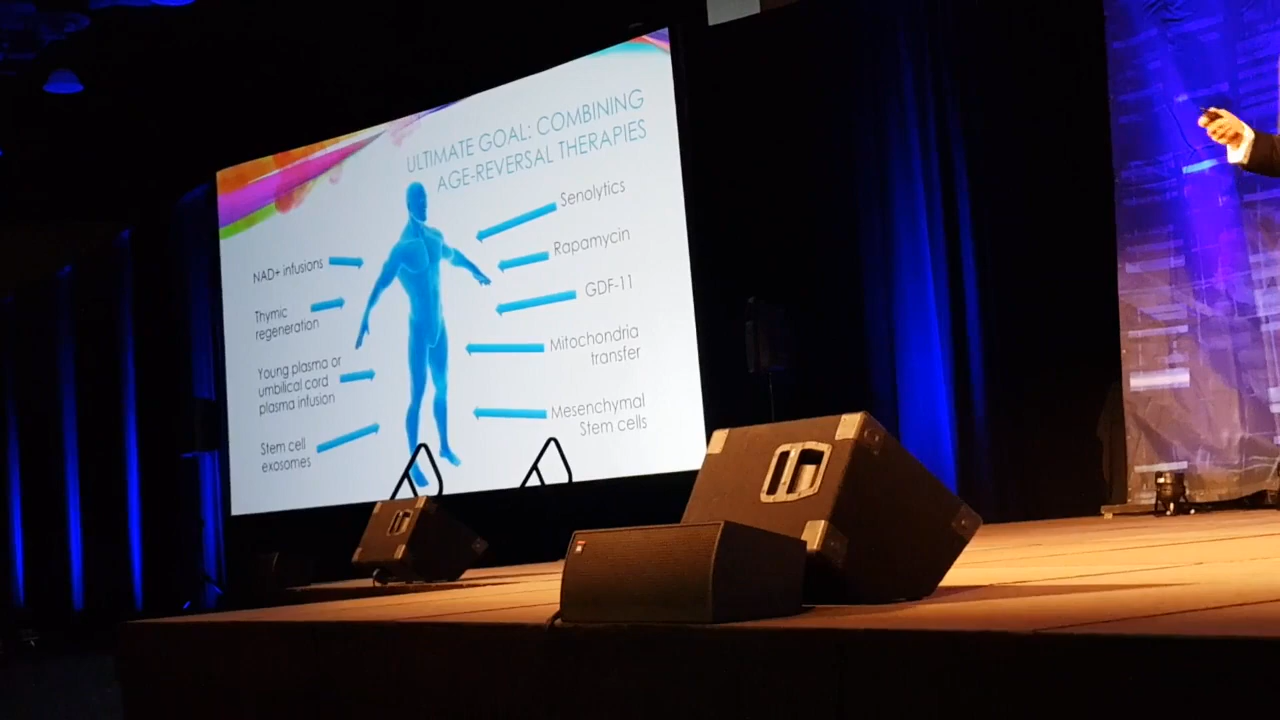 ULTIMATE GOAL: COMBINING
AGE-REVERSAL THERAPIES
NAD+ infusions
Thymic
regeneration
Young plasma or
umbilical cord
plasma infusion
Stem cell
exosomes
Senolytics
Rapamycin
GDF-11
Mitochondria
transfer
Mesenchymal
Stem cells